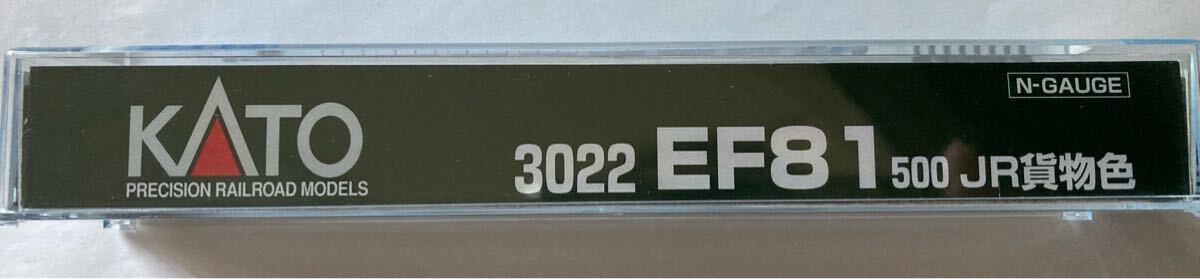 N-GAUGE
KATO
PRECISION RAILROAD MODELS
3022 EF81 500 JR貨物色